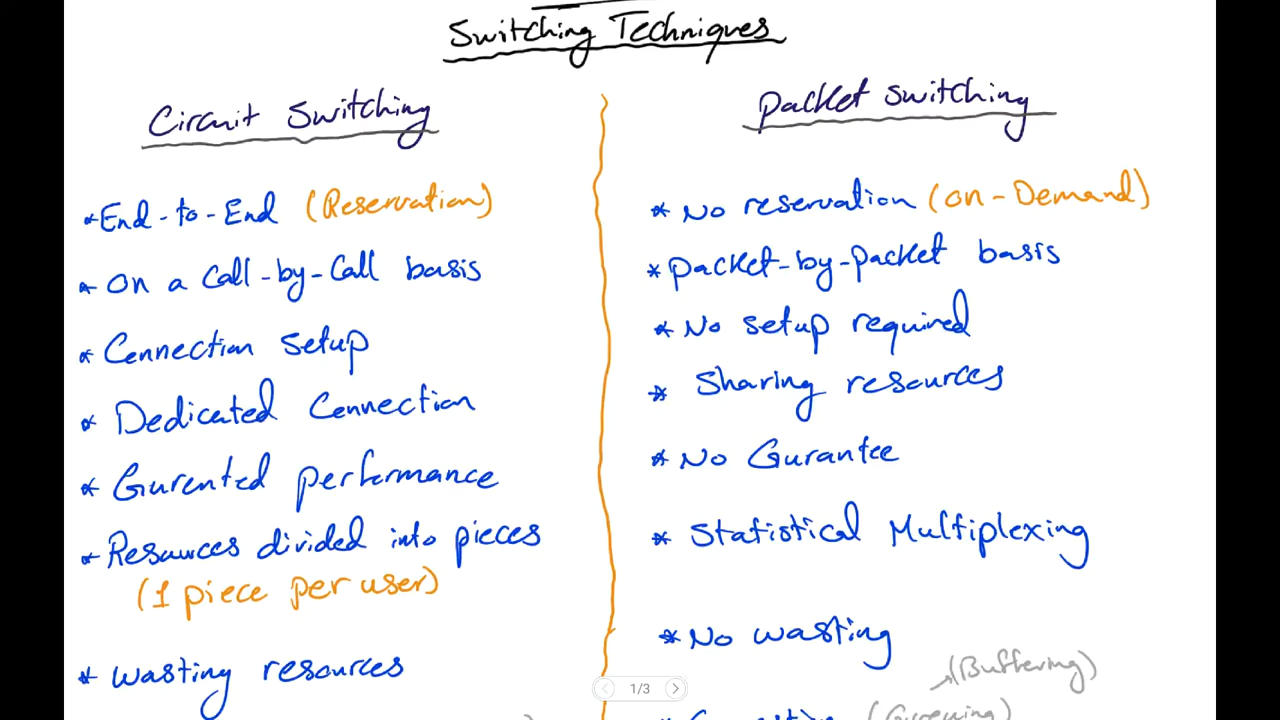 Switching Techniques
Circuit Switching
* End-to-End (Reservation)
* On a Call-by-Call basis
* Connection setup
* Dedicated Connection
* Gurented performance
* Resources divided into pieces
(1 piece per user)
* wasting resources
Packet switching
* No reservation (on-Demand)
* packet-by-packet basis
* No setup required
* Sharing resources
* No Gurantee
* Statistical Multiplexing
* No wasting
(Buffering)
1/3